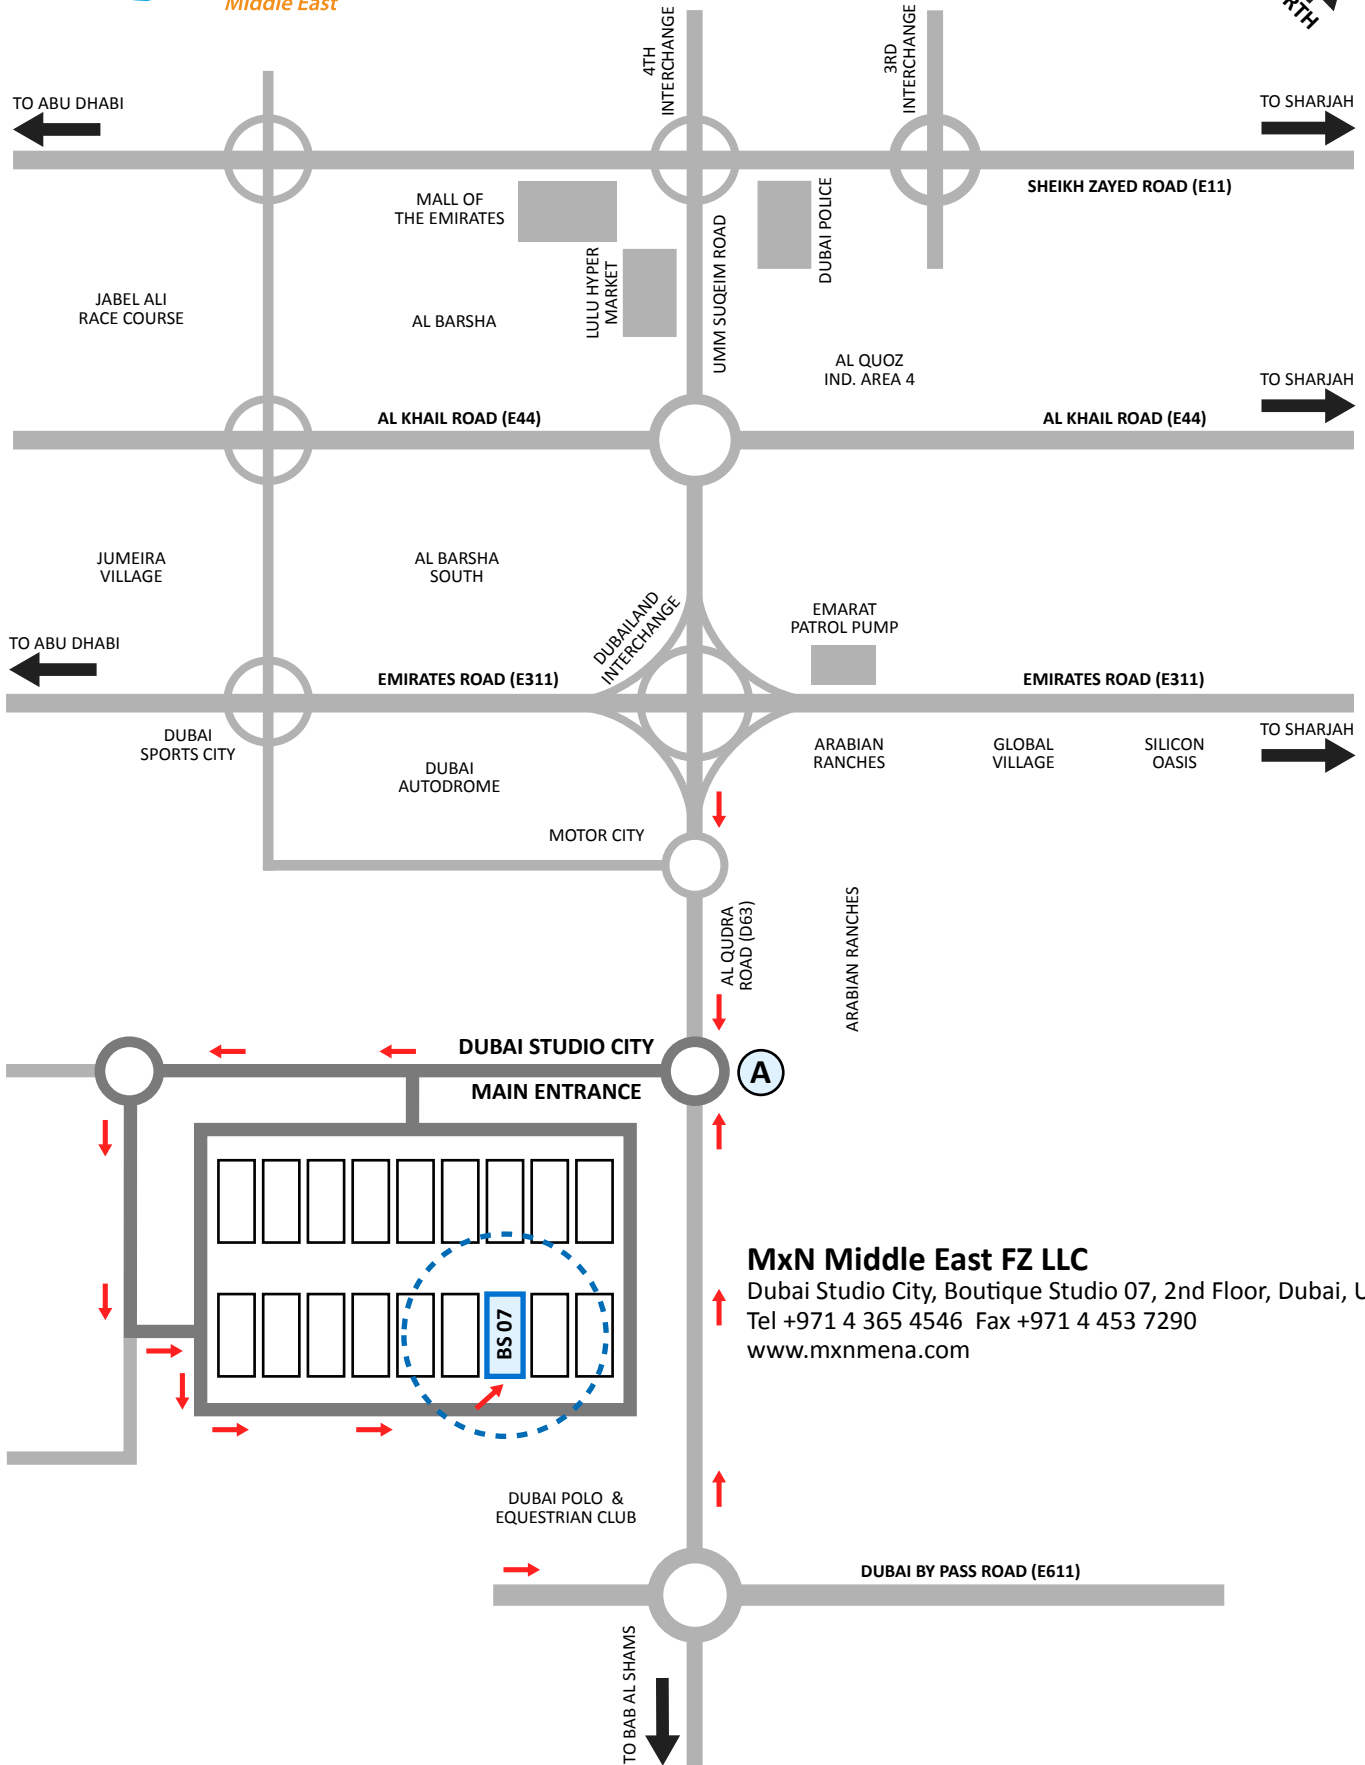 Middle East
4TH
INTERCHANGE
3RD
INTERCHANGE
TO ABU DHABI
TO SHARJAH
SHEIKH ZAYED ROAD (E11)
MALL OF
THE EMIRATES
DUBAI POLICE
LULU HYPER
MARKET
UMM SUQEIM ROAD
JABEL ALI
RACE COURSE
AL BARSHA
AL QUOZ
IND. AREA 4
TO SHARJAH
AL KHAIL ROAD (E44)
AL KHAIL ROAD (E44)
JUMEIRA
VILLAGE
AL BARSHA
SOUTH
DUBAILAND
INTERCHANGE
EMARAT
PATROL PUMP
TO ABU DHABI
EMIRATES ROAD (E311)
EMIRATES ROAD (E311)
DUBAI
SPORTS CITY
DUBAI
AUTODROME
ARABIAN
RANCHES
GLOBAL
VILLAGE
SILICON
OASIS
TO SHARJAH
MOTOR CITY
AL QUDRA
ROAD (D63)
ARABIAN RANCHES
DUBAI STUDIO CITY
MAIN ENTRANCE
A
BS 07
MxN Middle East FZ LLC
Dubai Studio City, Boutique Studio 07, 2nd Floor, Dubai, U
Tel +971 4 365 4546 Fax +971 4 453 7290
www.mxnmena.com
DUBAI POLO &
EQUESTRIAN CLUB
DUBAI BY PASS ROAD (E611)
TO BAB AL SHAMS